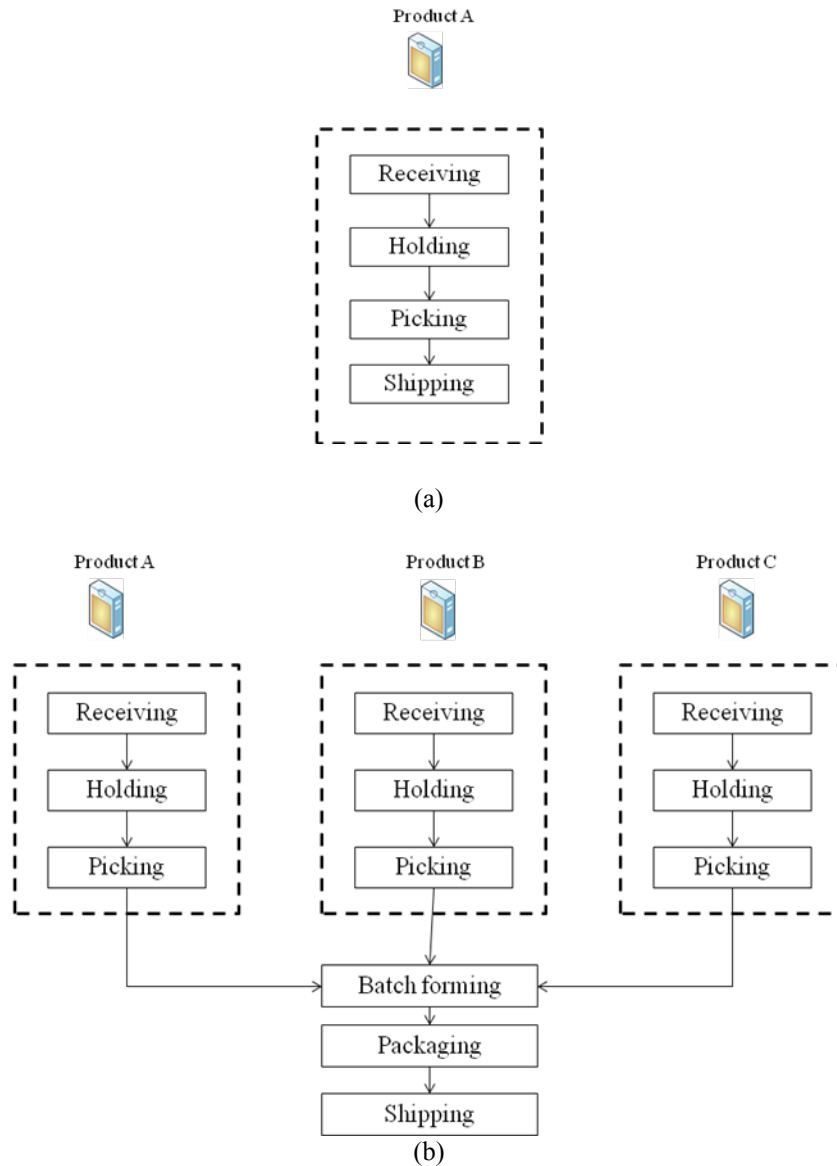 Product A
Receiving
Holding
Picking
Shipping
(a)
Product A
Product B
Product C
Receiving
Receiving
Receiving
Holding
Holding
Holding
Picking
Picking
Picking
Batch forming
Packaging
Shipping
(b)